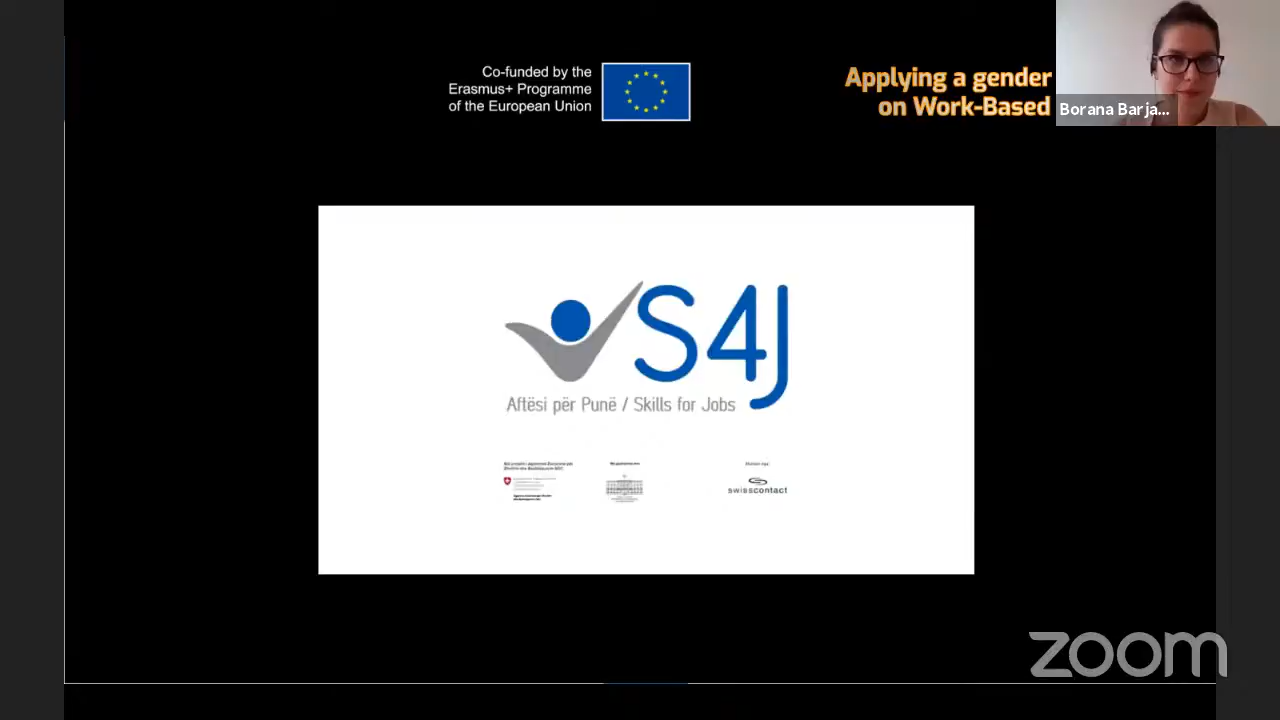 Co-funded by the
Erasmus+ Programme
of the European Union
Applying a gender
on Work-Based
Borana Barja...
S4J
Aftësi për Punë / Skills for Jobs
swisscontact
zoom